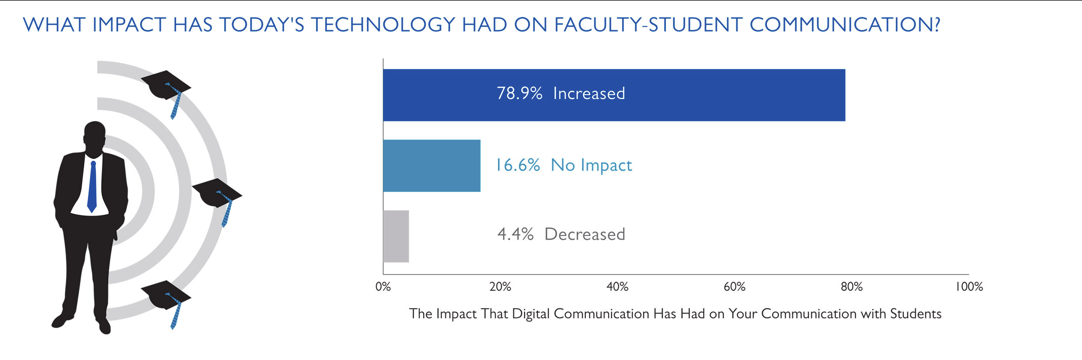 WHAT IMPACT HAS TODAY'S TECHNOLOGY HAD ON FACULTY-STUDENT COMMUNICATION?
78.9% Increased
16.6% No Impact
4.4% Decreased
0% 20% 40% 60% 80% 100%
The Impact That Digital Communication Has Had on Your Communication with Students